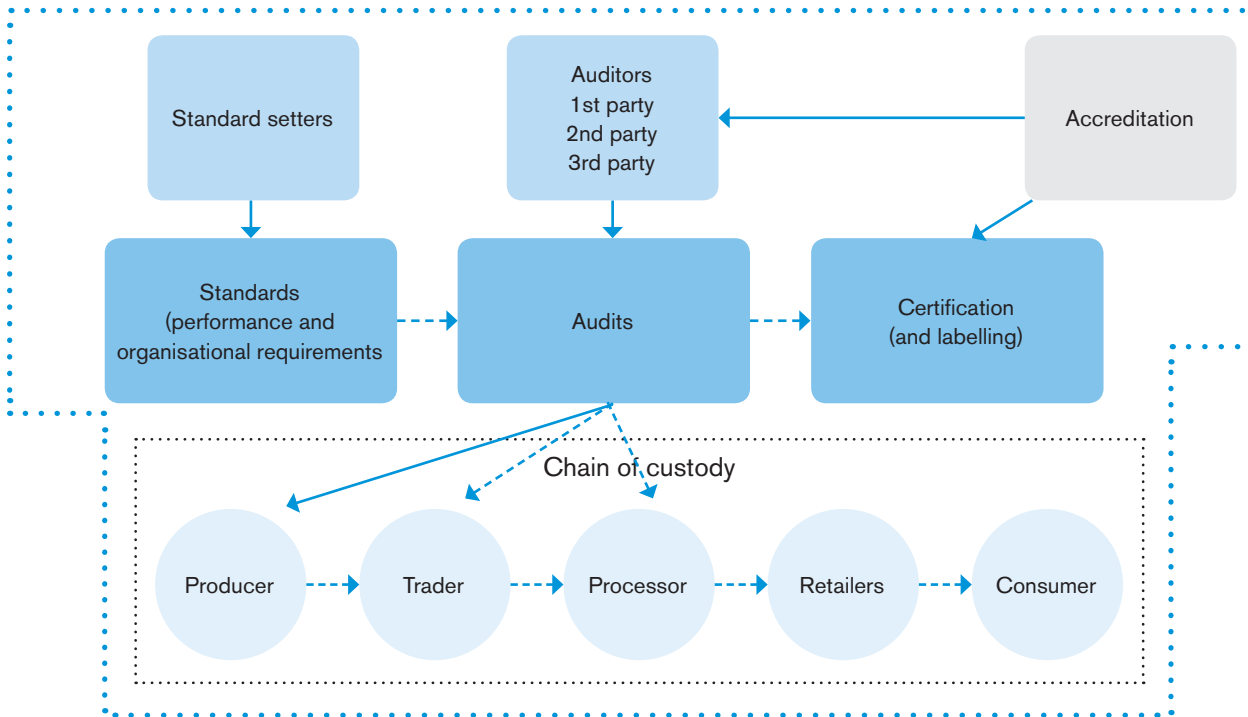 Standard setters
Auditors
1st party
2nd party
3rd party
Accreditation
Standards
(performance and
organisational requirements
Audits
Certification
(and labelling)
Chain of custody
Producer
Trader
Processor
Retailers
Consumer